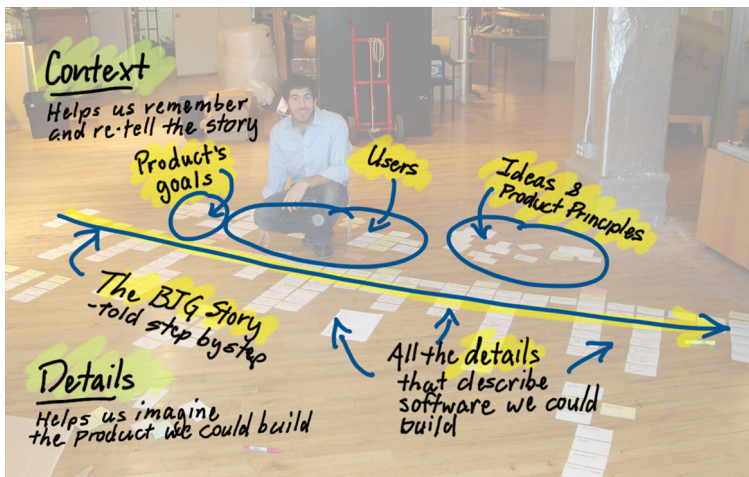 Context
Helps us remember
and re-tell the story
Product's
goals
Users
Ideas &
Product Principles
The BIG Story
-told step by step
All the details
that describe
software we could
build
Details
Helps us imagine
the product we could build